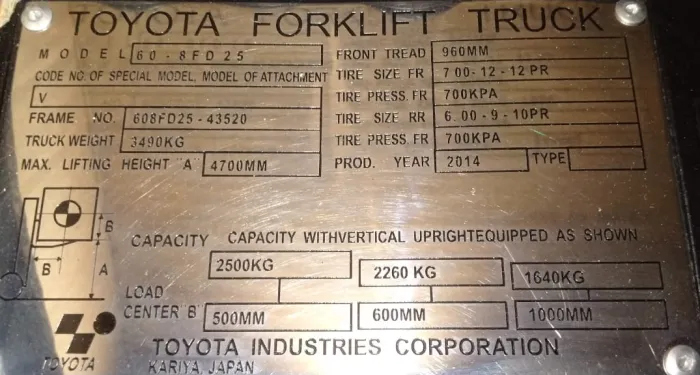 TOYOTA FORKLIFT TRUCK
MODEL 60-8FD25 FRONT TREAD 960MM
CODE NO. OF SPECIAL MODEL, MODEL OF ATTACHMENT TIRE SIZE FR 7 00-12-12PR
V TIRE PRESS. FR 700KPA
FRAME NO. 608FD25-43520 TIRE SIZE RR 6.00-9-10PR
TRUCK WEIGHT 3490KG TIRE PRESS. FR 700KPA
MAX. LIFTING HEIGHT "A 4700MM PROD. YEAR 2014 TYPE
B
B A
CAPACITY CAPACITY WITHVERTICAL UPRIGHTEQUIPPED AS SHOWN
2500KG 2260 KG 1640KG
LOAD
CENTER 'B' 500MM 600MM 1000MM
TOYOTA
TOYOTA INDUSTRIES CORPORATION
KARIYA, JAPAN